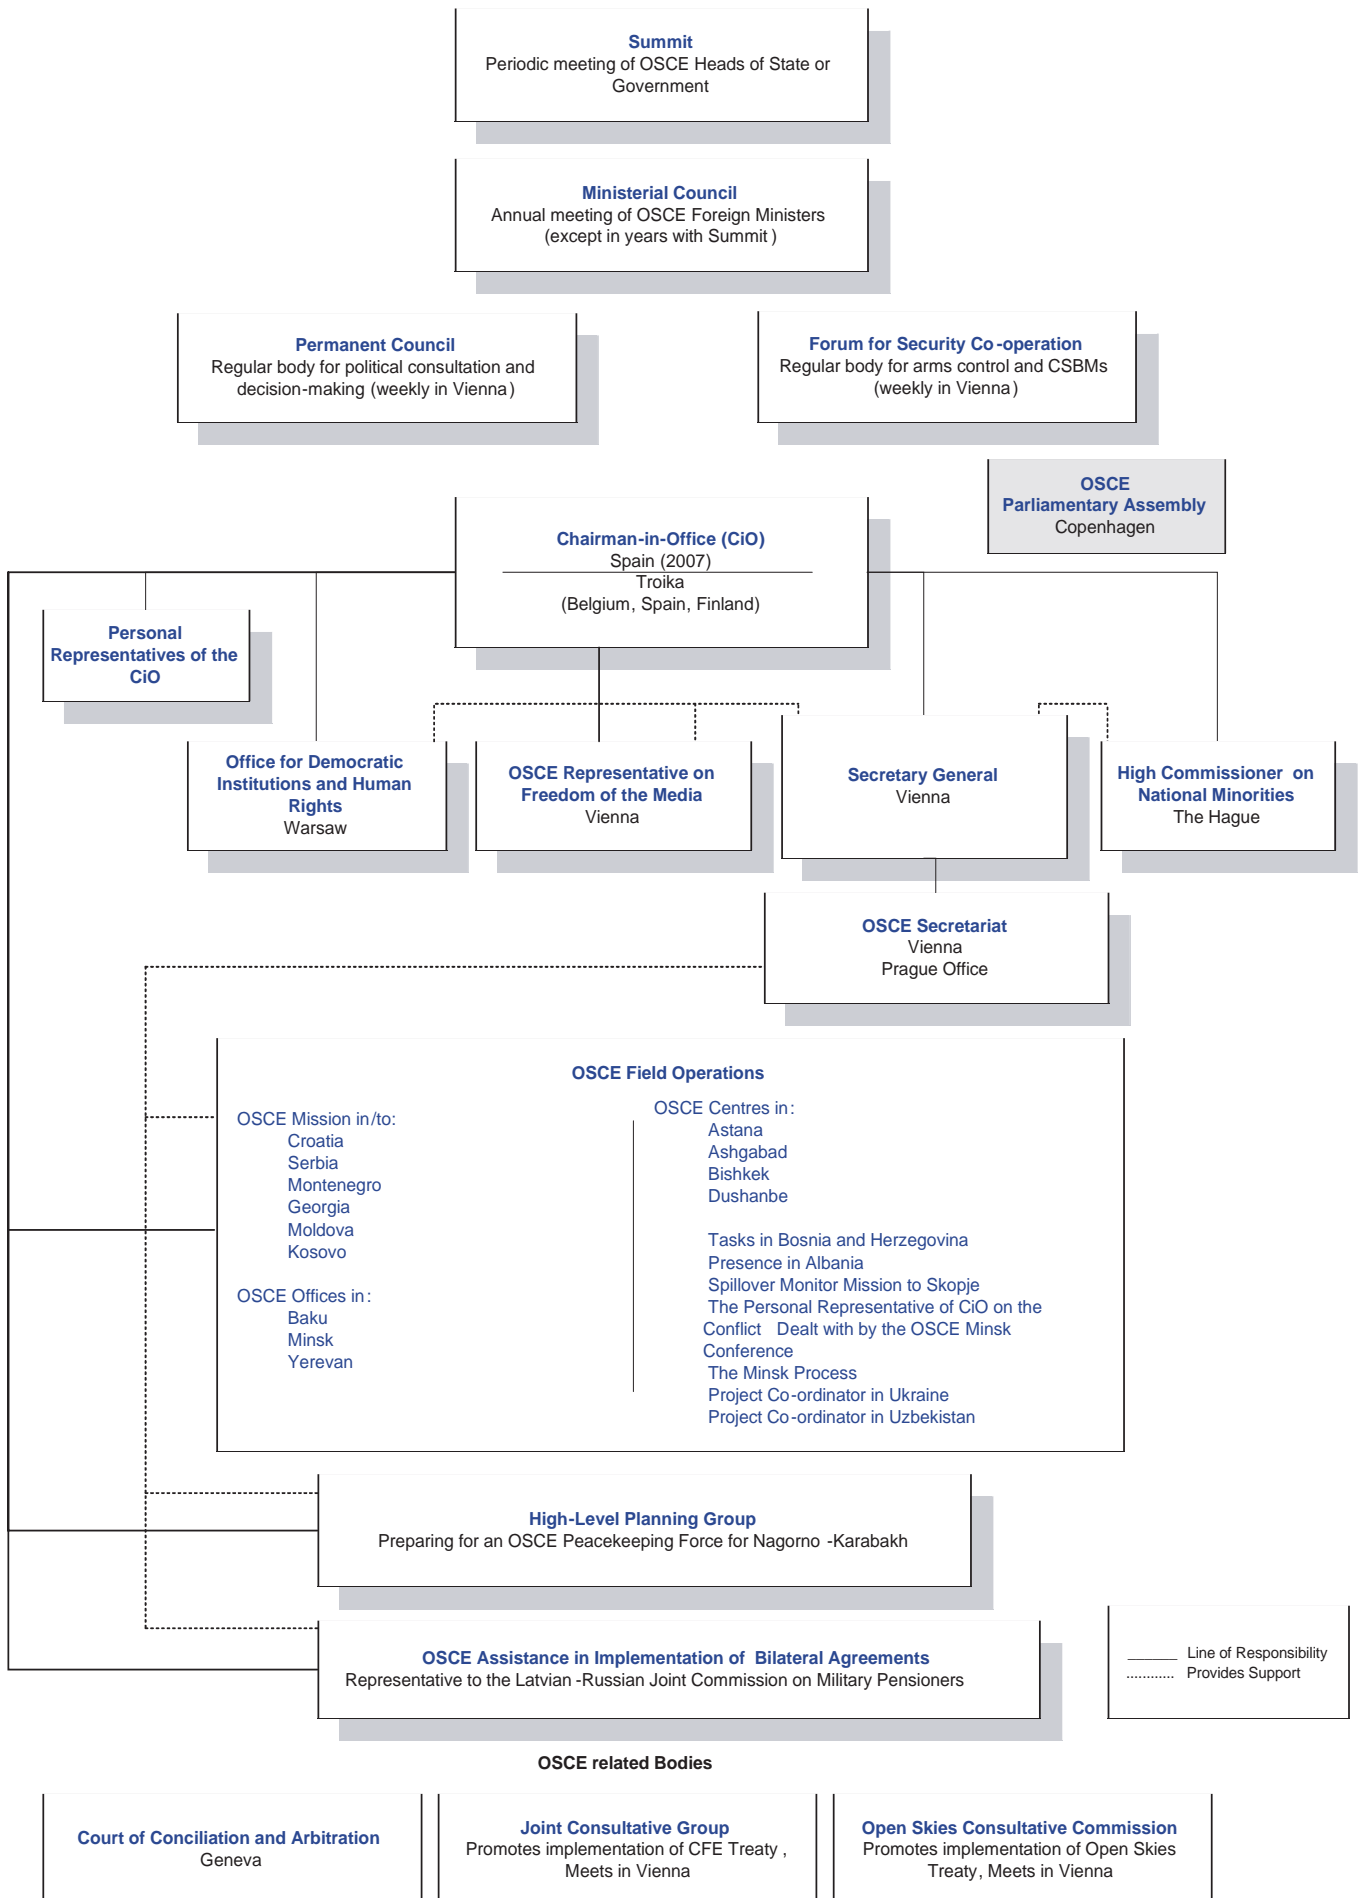 Summit
Periodic meeting of OSCE Heads of State or
Government
Ministerial Council
Annual meeting of OSCE Foreign Ministers
(except in years with Summit)
Permanent Council
Regular body for political consultation and
decision-making (weekly in Vienna)
Forum for Security Co-operation
Regular body for arms control and CSBMs
(weekly in Vienna)
OSCE
Parliamentary Assembly
Copenhagen
Chairman-in-Office (CiO)
Spain (2007)
Troika
(Belgium, Spain, Finland)
Personal
Representatives of the
CiO
Office for Democratic
Institutions and Human
Rights
Warsaw
OSCE Representative on
Freedom of the Media
Vienna
Secretary General
Vienna
High Commissioner on
National Minorities
The Hague
OSCE Secretariat
Vienna
Prague Office
OSCE Field Operations
OSCE Mission in/to:
Croatia
Serbia
Montenegro
Georgia
Moldova
Kosovo
OSCE Offices in:
Baku
Minsk
Yerevan
OSCE Centres in:
Astana
Ashgabad
Bishkek
Dushanbe
Tasks in Bosnia and Herzegovina
Presence in Albania
Spillover Monitor Mission to Skopje
The Personal Representative of CiO on the
Conflict Dealt with by the OSCE Minsk
Conference
The Minsk Process
Project Co-ordinator in Ukraine
Project Co-ordinator in Uzbekistan
High-Level Planning Group
Preparing for an OSCE Peacekeeping Force for Nagorno-Karabakh
OSCE Assistance in Implementation of Bilateral Agreements
Representative to the Latvian-Russian Joint Commission on Military Pensioners
______ Line of Responsibility
............ Provides Support
OSCE related Bodies
Court of Conciliation and Arbitration
Geneva
Joint Consultative Group
Promotes implementation of CFE Treaty,
Meets in Vienna
Open Skies Consultative Commission
Promotes implementation of Open Skies
Treaty, Meets in Vienna